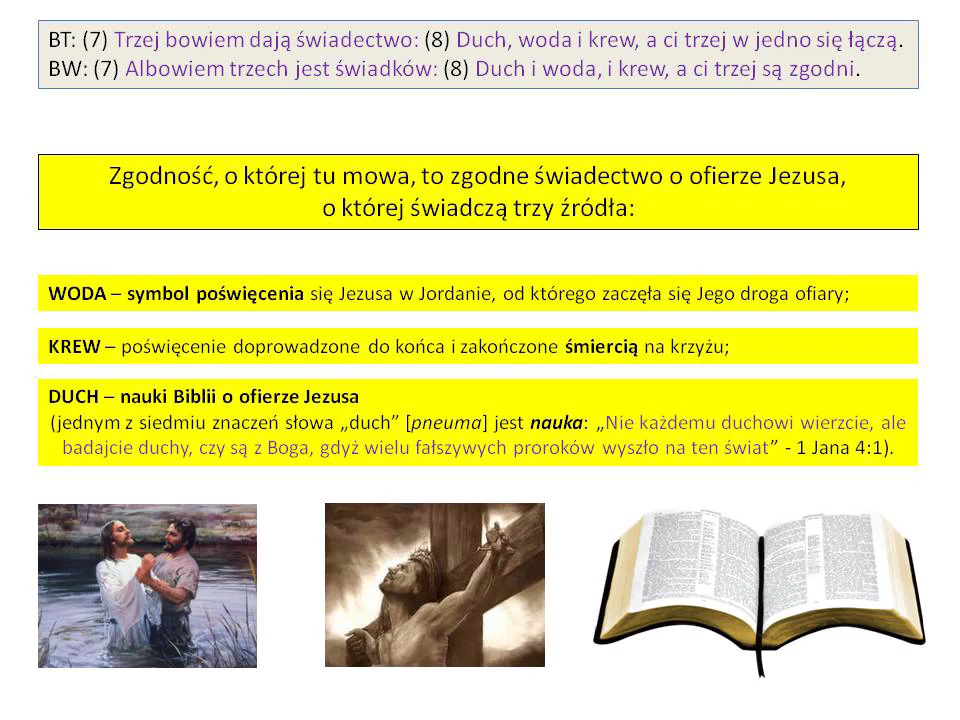 BT: (7) Trzej bowiem dają świadectwo: (8) Duch, woda i krew, a ci trzej w jedno się łączą.
BW: (7) Albowiem trzech jest świadków: (8) Duch i woda, i krew, a ci trzej są zgodni.
Zgodność, o której tu mowa, to zgodne świadectwo o ofierze Jezusa,
o której świadczą trzy źródła:
WODA – symbol poświęcenia się Jezusa w Jordanie, od którego zaczęła się Jego droga ofiary;
KREW – poświęcenie doprowadzone do końca i zakończone śmiercią na krzyżu;
DUCH – nauki Biblii o ofierze Jezusa
(jednym z siedmiu znaczeń słowa „duch” [pneuma] jest nauka: „Nie każdemu duchowi wierzcie, ale
badajcie duchy, czy są z Boga, gdyż wielu fałszywych proroków wyszło na ten świat” - 1 Jana 4:1).